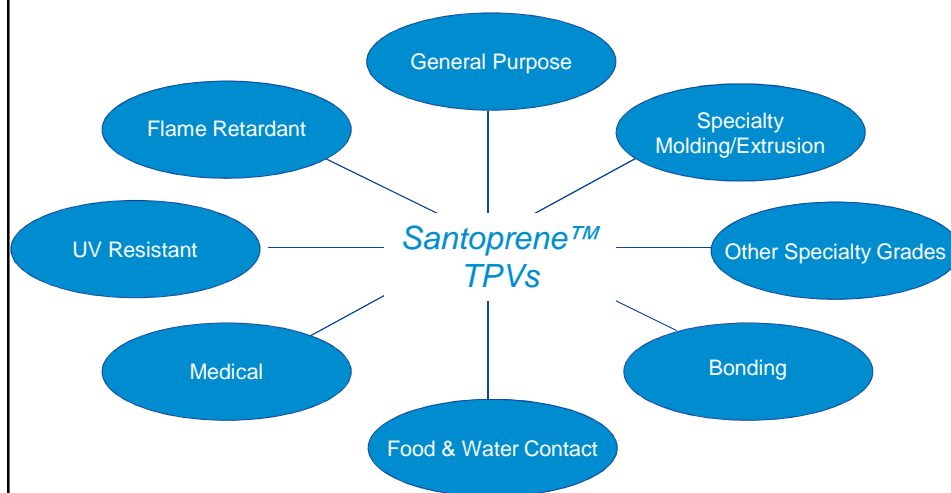 General Purpose
Flame Retardant
Specialty
Molding/Extrusion
UV Resistant
Santoprene™
TPVs
Other Specialty Grades
Medical
Bonding
Food & Water Contact